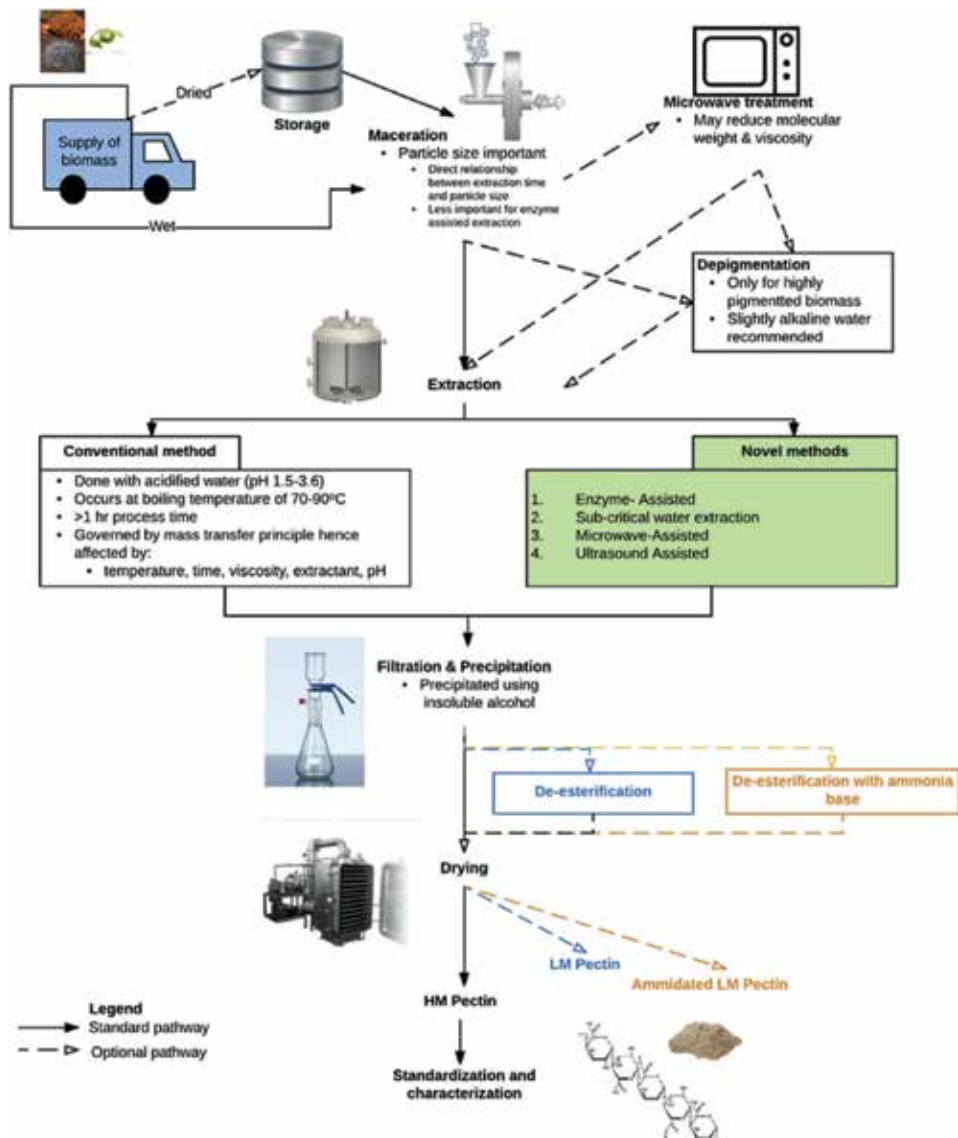 Dried
Storage
Supply of
biomass
Wet
Maceration
• Particle size important
• Direct relationship
between extraction time
and particle size
• Less important for enzyme
assisted extraction
Microwave treatment
• May reduce molecular
weight & viscosity
Depigmentation
• Only for highly
pigmentted biomass
• Slightly alkaline water
recommended
Extraction
Conventional method
• Done with acidified water (pH 1.5-3.6)
• Occurs at boiling temperature of 70-90ºC
• >1 hr process time
• Governed by mass transfer principle hence
affected by:
• temperature, time, viscosity, extractant, pH
Novel methods
1. Enzyme- Assisted
2. Sub-critical water extraction
3. Microwave-Assisted
4. Ultrasound Assisted
Filtration & Precipitation
• Precipitated using
insoluble alcohol
De-esterification
De-esterification with ammonia
base
Drying
LM Pectin
Ammidated LM Pectin
HM Pectin
Legend
Standard pathway
Optional pathway
Standardization and
characterization